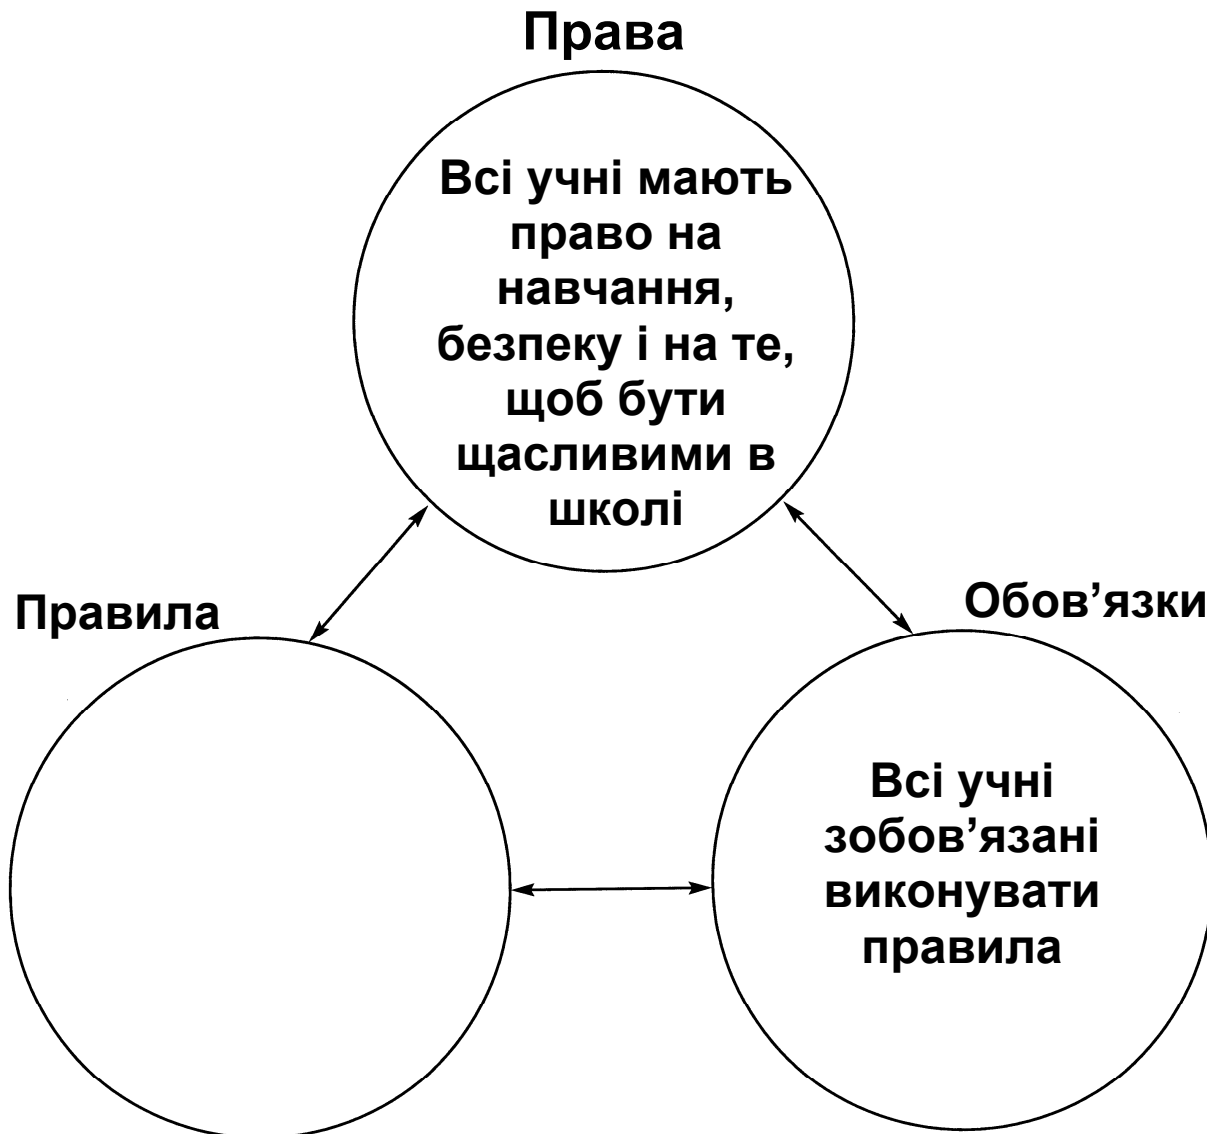 Права
Всі учні мають
право на
навчання,
безпеку і на те,
щоб бути
щасливими в
школі
Правила
Обов’язки
Всі учні
зобов’язані
виконувати
правила